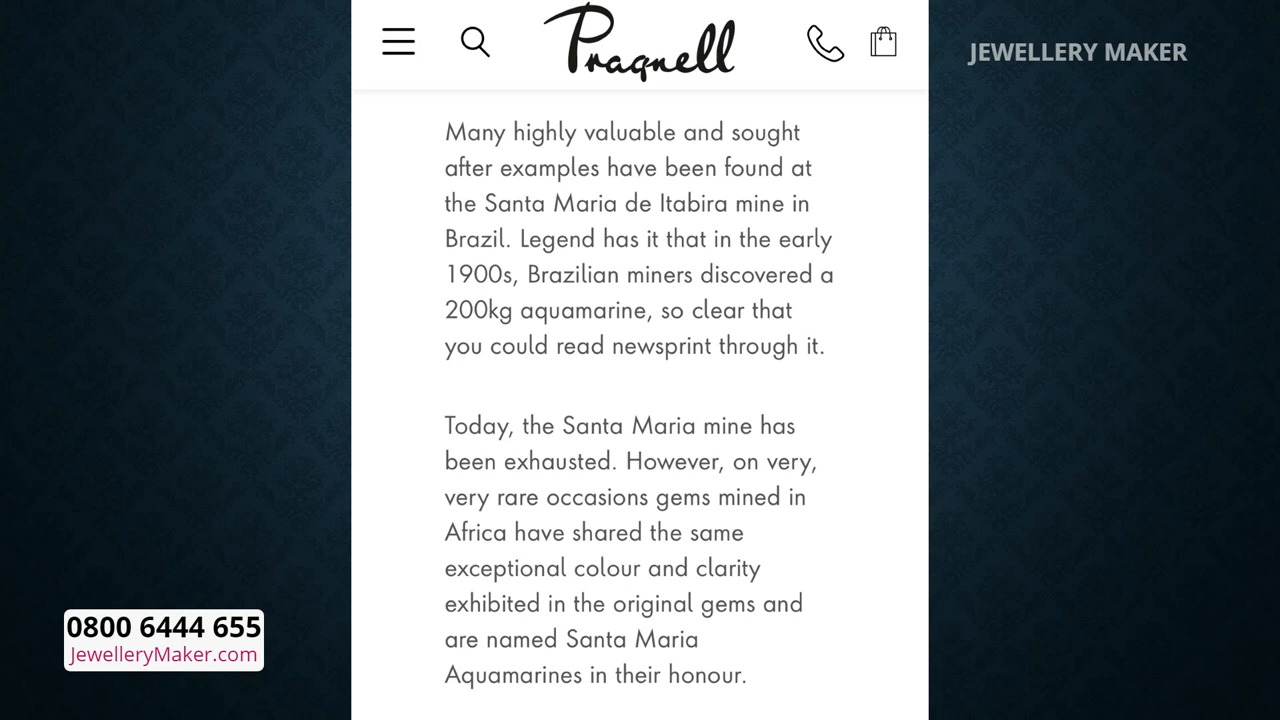 Pragnell
JEWELLERY MAKER
Many highly valuable and sought
after examples have been found at
the Santa Maria de Itabira mine in
Brazil. Legend has it that in the early
1900s, Brazilian miners discovered a
200kg aquamarine, so clear that
you could read newsprint through it.
Today, the Santa Maria mine has
been exhausted. However, on very,
very rare occasions gems mined in
Africa have shared the same
exceptional colour and clarity
exhibited in the original gems and
are named Santa Maria
Aquamarines in their honour.
0800 6444 655
JewelleryMaker.com